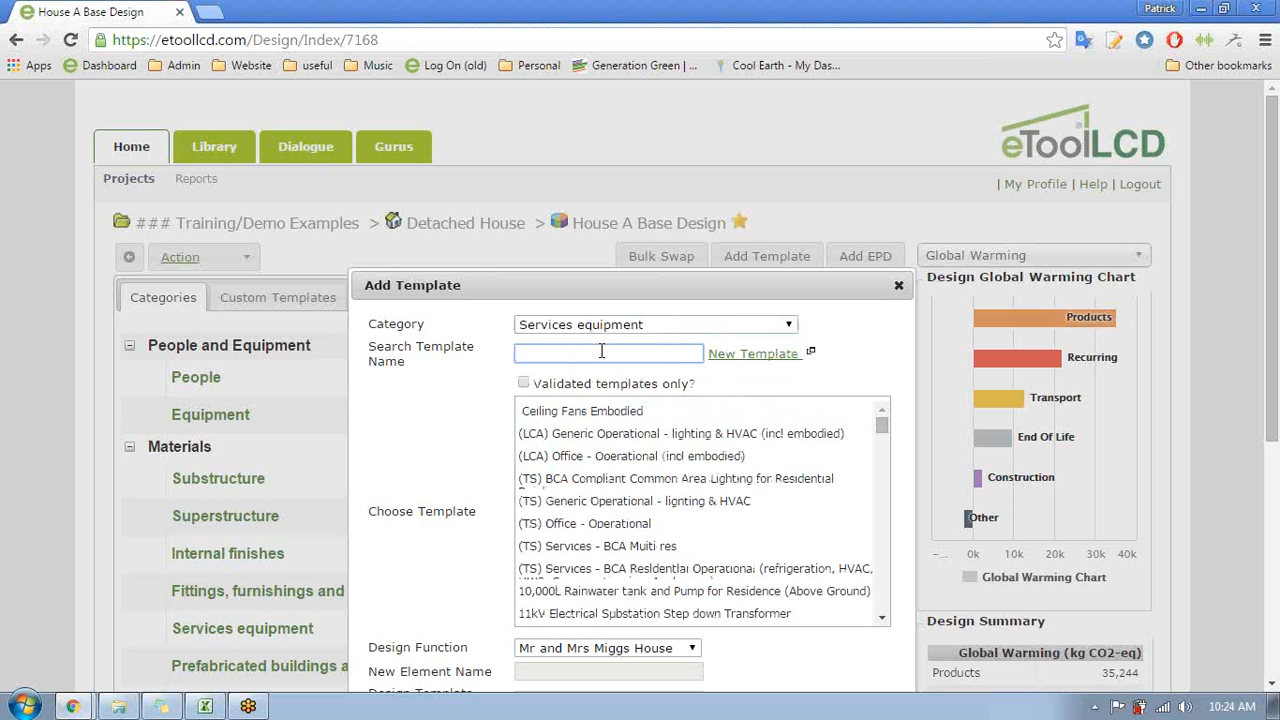 House A Base Design
Patrick
https://etoollcd.com/Design/Index/7168
Apps Dashboard Admin Website useful Music Log On (old) Personal Generation Green | ... Cool Earth - My Das... Other bookmarks
Home Library Dialogue Gurus
eToolLCD
Projects Reports
| My Profile | Help | Logout
### Training/Demo Examples > Detached House > House A Base Design
Action Bulk Swap Add Template Add EPD Global Warming
Categories Custom Templates
People and Equipment
People
Equipment
Materials
Substructure
Superstructure
Internal finishes
Fittings, furnishings and
Services equipment
Prefabricated buildings a
Add Template
Category Services equipment
Search Template Name New Template
Validated templates only?
Choose Template
Ceiling Fans Embodied
(LCA) Generic Operational - lighting & HVAC (incl embodied)
(LCA) Office - Operational (incl embodied)
(TS) BCA Compliant Common Area Lighting for Residential
(TS) Generic Operational - lighting & HVAC
(TS) Office - Operational
(TS) Services - BCA Multi res
(TS) Services - BCA Residential Operational (refrigeration, HVAC,
10,000L Rainwater tank and Pump for Residence (Above Ground)
11kV Electrical Substation Step down Transformer
Design Function Mr and Mrs Miggs House
New Element Name
Design Template
Design Global Warming Chart
Products
Recurring
Transport
End Of Life
Construction
Other
-... 0k 10k 20k 30k 40k
Global Warming Chart
Design Summary
Global Warming (kg CO2-eq)
Products 35,244
10:24 AM